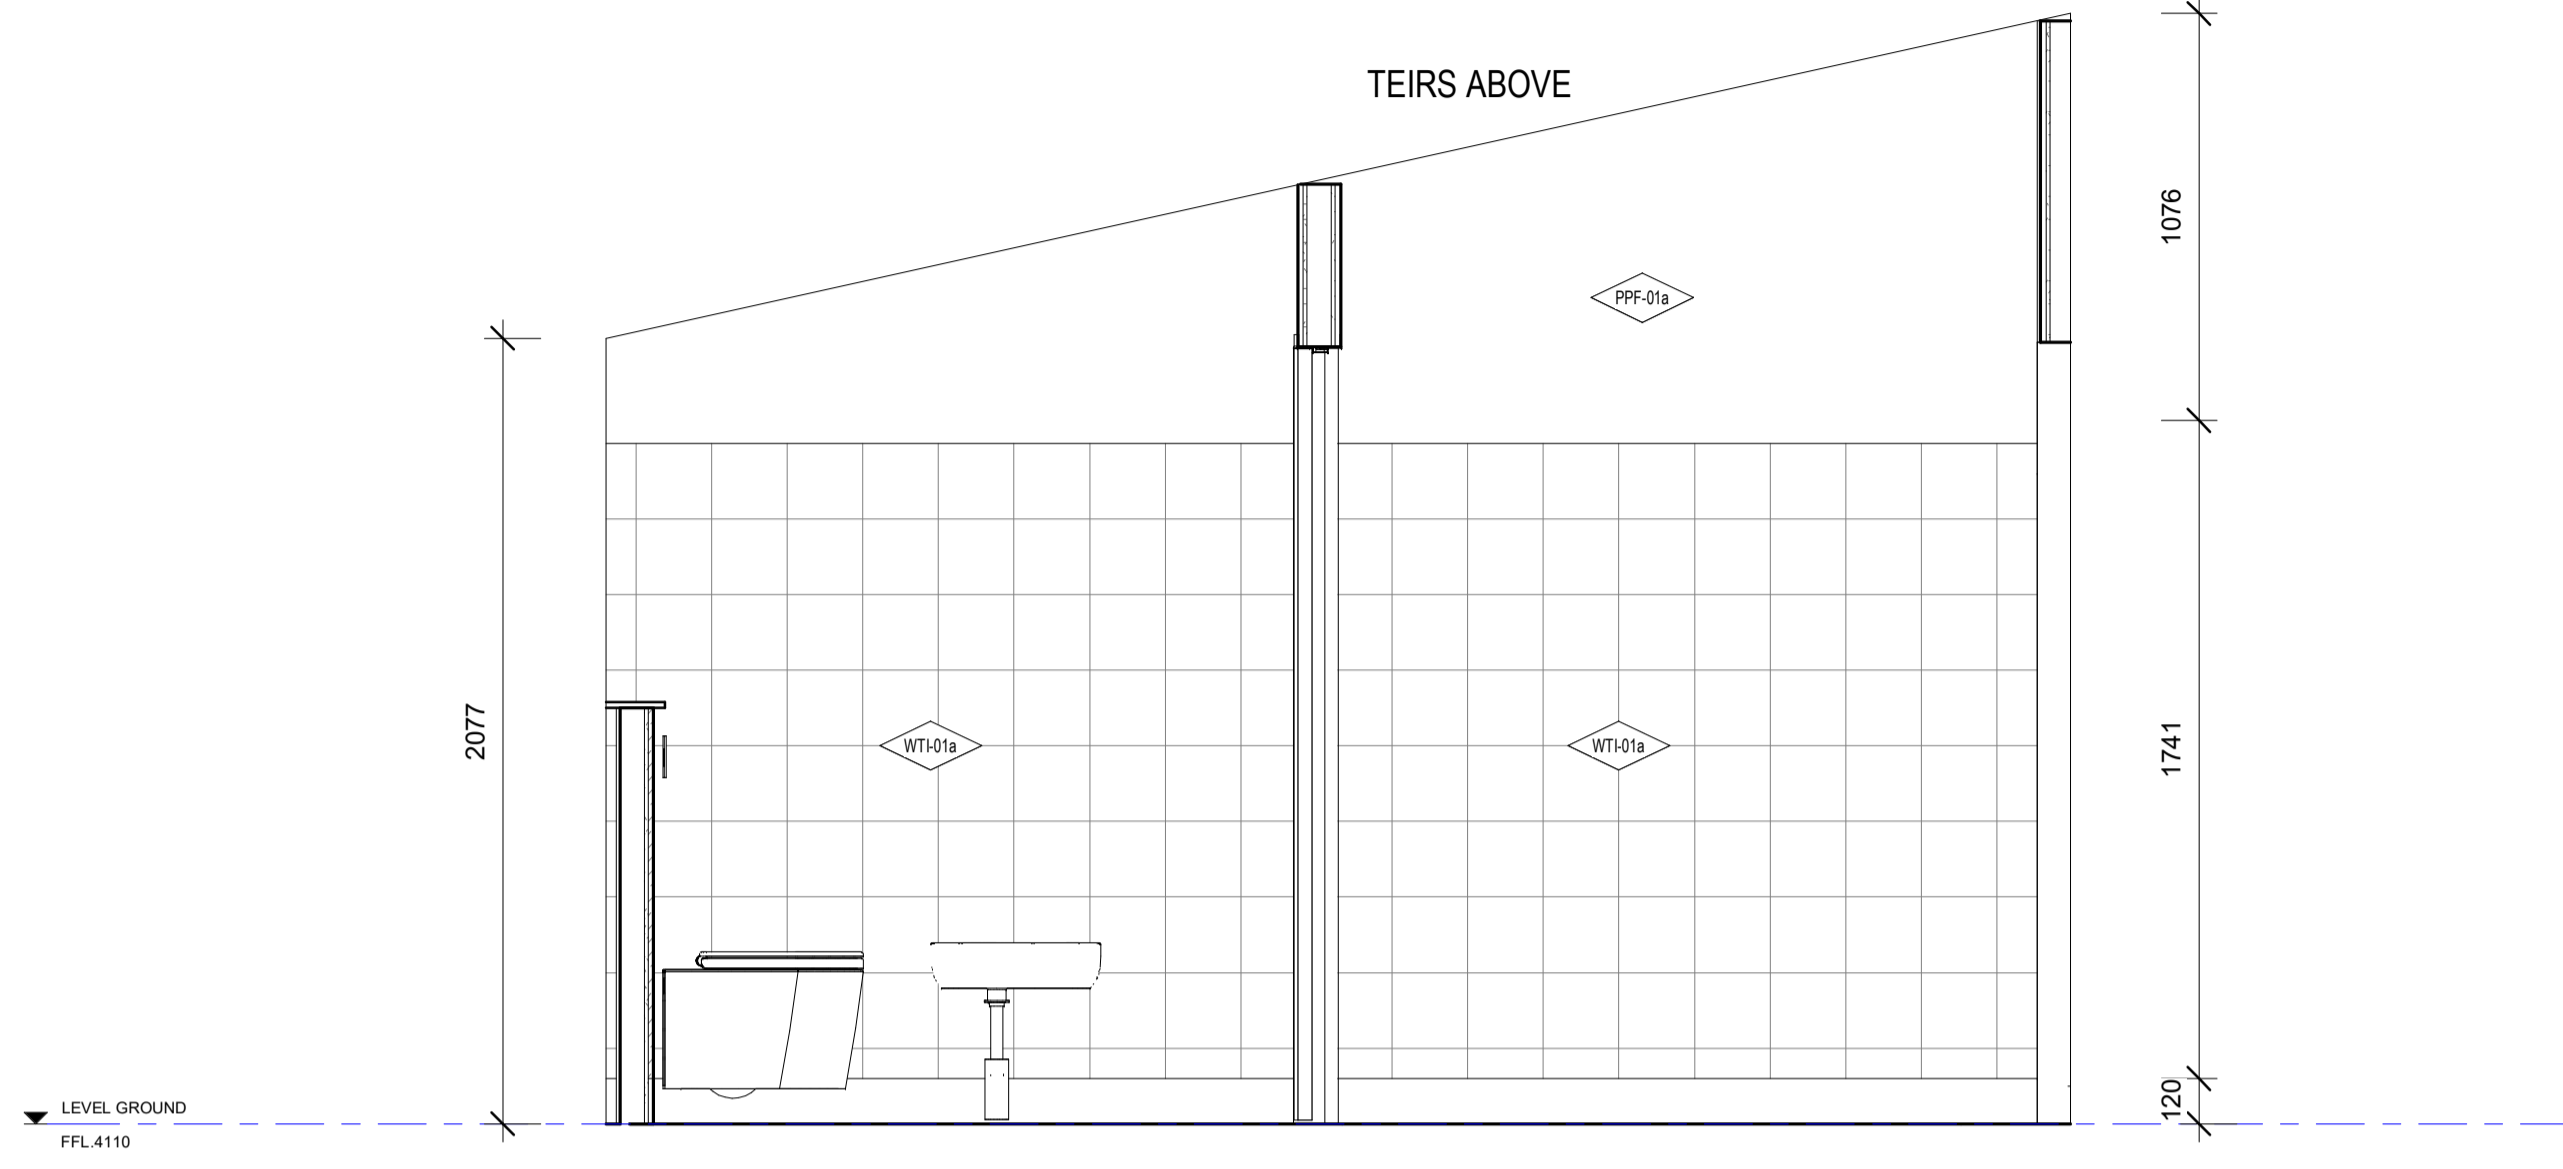 TEIRS ABOVE
1076
PPF-01a
2077
WTI-01a
WTI-01a
1741
120
LEVEL GROUND
FFL.4110